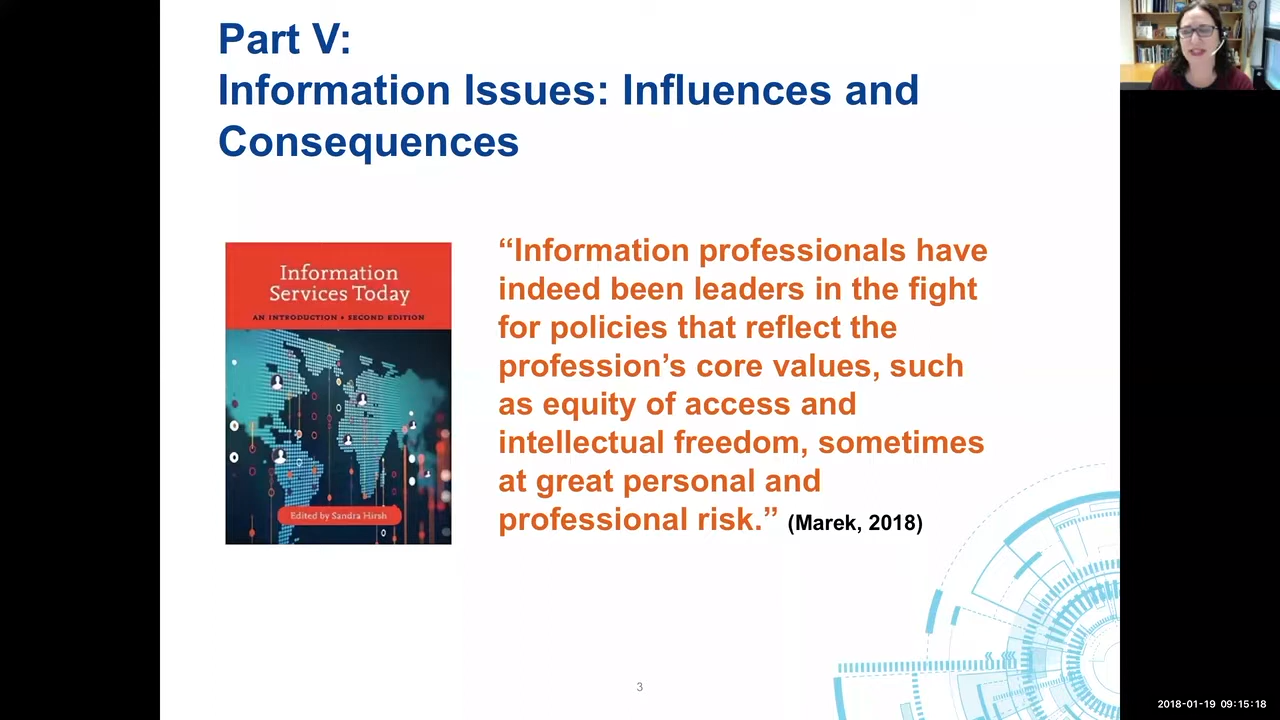 Part V:
Information Issues: Influences and
Consequences
Information
Services Today
AN INTRODUCTION • SECOND EDITION
Edited by Sandra Hirsh
“Information professionals have
indeed been leaders in the fight
for policies that reflect the
profession’s core values, such
as equity of access and
intellectual freedom, sometimes
at great personal and
professional risk.” (Marek, 2018)
3
2018-01-19 09:15:18